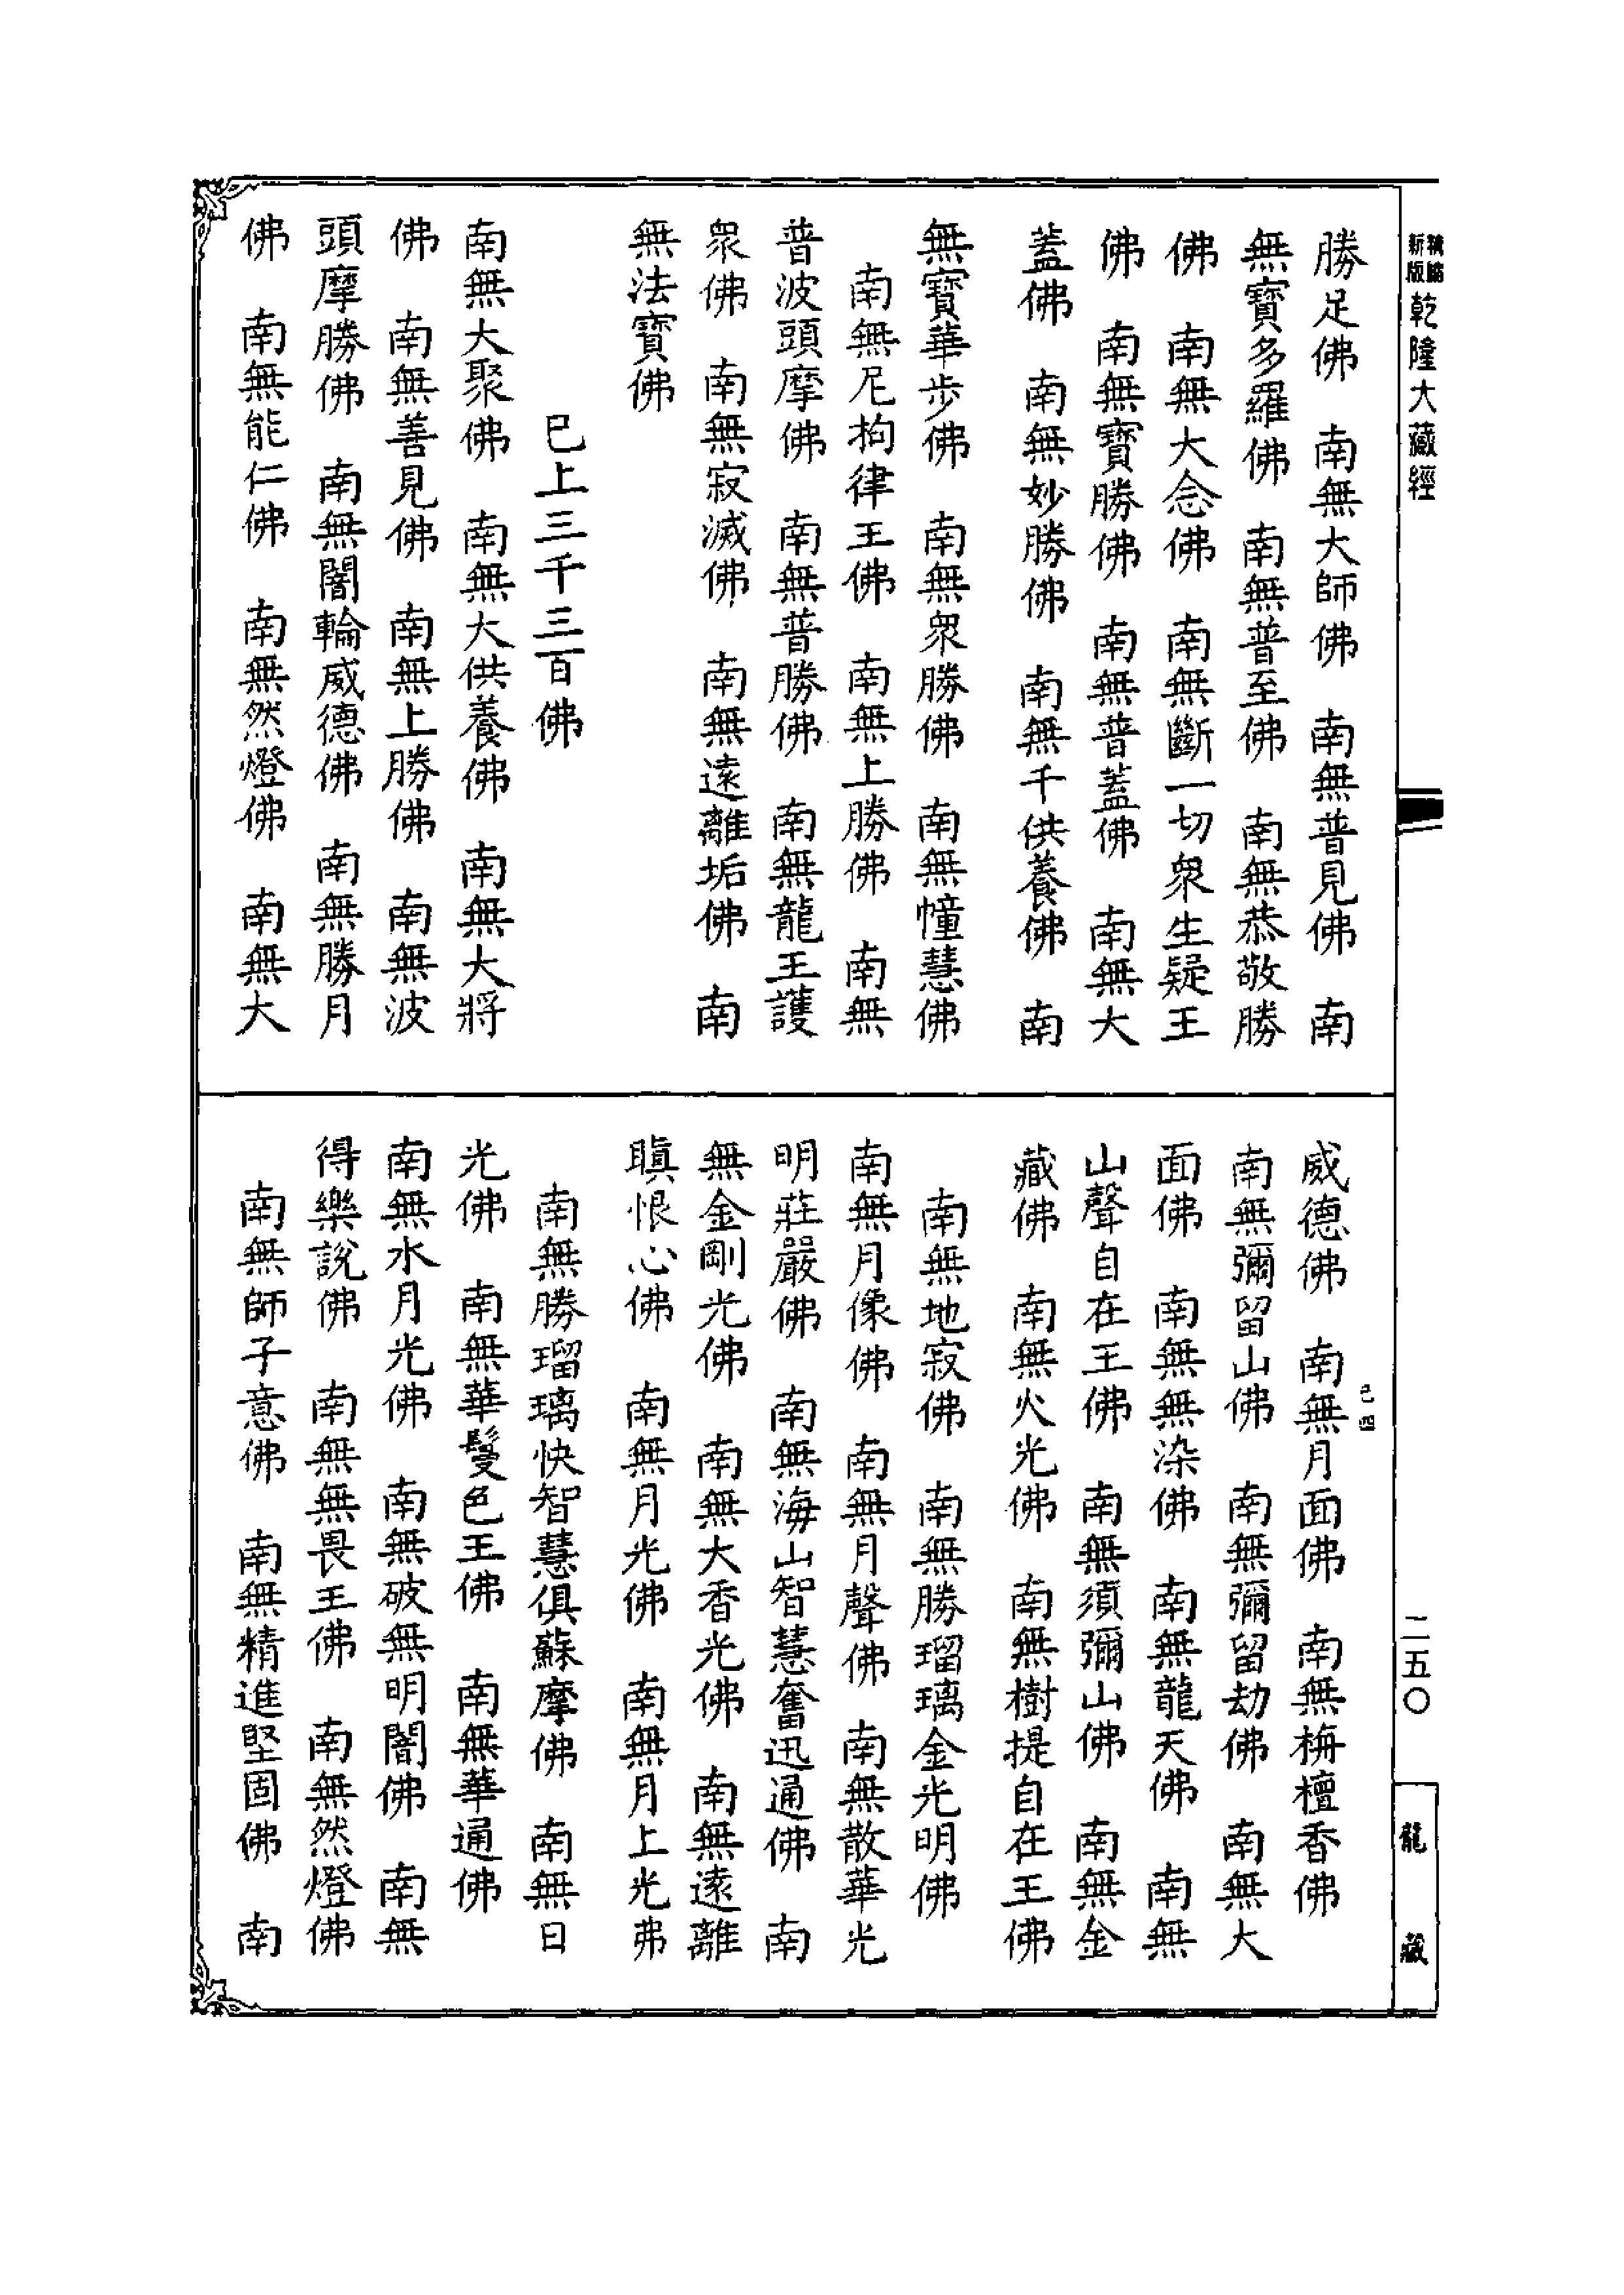 勝足佛　南無大師佛　南無普見佛　南
無寶多羅佛　南無普至佛　南無恭敬勝
佛　南無大念佛　南無斷一切眾生疑王
佛　南無寶勝佛　南無普蓋佛　南無大
蓋佛　南無妙勝佛　南無千供養佛　南
無寶華步佛　南無眾勝佛　南無幢慧佛
南無尼拘律王佛　南無上勝佛　南無
普波頭摩佛　南無普勝佛　南無龍王護
眾佛　南無寂滅佛　南無遠離垢佛　南
無法寶佛
巳上三千三百佛
南無大聚佛　南無大供養佛　南無大將
佛　南無善見佛　南無上勝佛　南無波
頭摩勝佛　南無闇輪威德佛　南無勝月
佛　南無能仁佛　南無然燈佛　南無大
威德佛　南無月面佛　南無栴檀香佛
南無彌留山佛　南無彌留劫佛　南無大
面佛　南無無染佛　南無龍天佛　南無
山聲自在王佛　南無須彌山佛　南無金
藏佛　南無火光佛　南無樹提自在王佛
南無地寂佛　南無勝瑠璃金光明佛
南無月像佛　南無月聲佛　南無散華光
明莊嚴佛　南無海山智慧奮迅通佛　南
無金剛光佛　南無大香光佛　南無遠離
瞋恨心佛　南無月光佛　南無月上光弗
南無勝瑠璃快智慧俱蘇摩佛　南無日
光佛　南無華鬘色王佛　南無華通佛
南無水月光佛　南無破無明闇佛　南無
得樂說佛　南無無畏王佛　南無然燈佛
南無師子意佛　南無精進堅固佛　南
新版
乾隆大藏經
已四
二五〇
龍藏